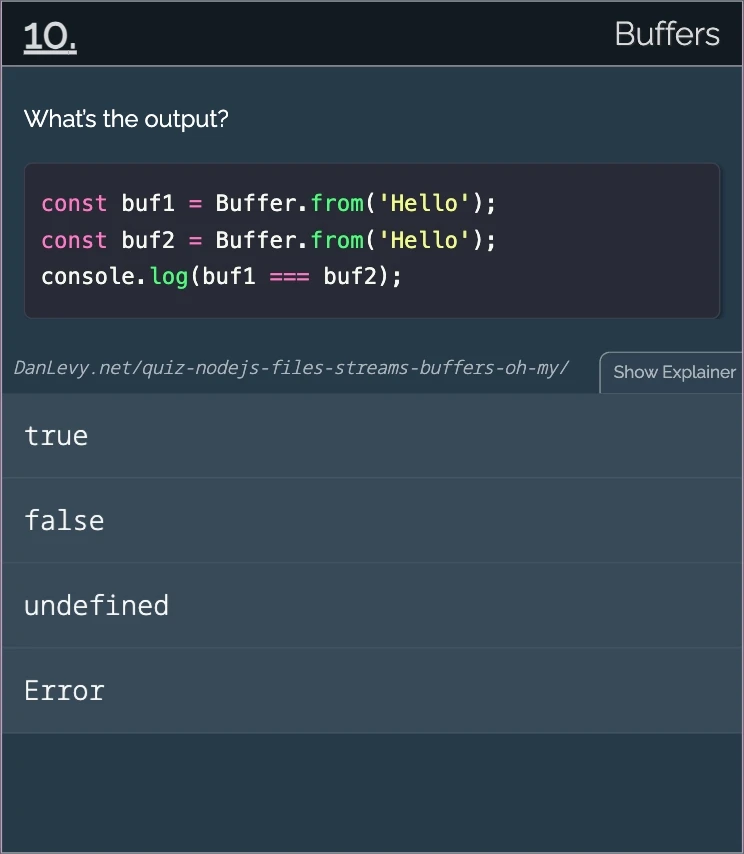 10.
Buffers
What's the output?
const buf1 = Buffer.from('Hello');
const buf2 = Buffer.from('Hello');
console.log(buf1 === buf2);
DanLevy.net/quiz-nodejs-files-streams-buffers-oh-my/
Show Explainer
true
false
undefined
Error